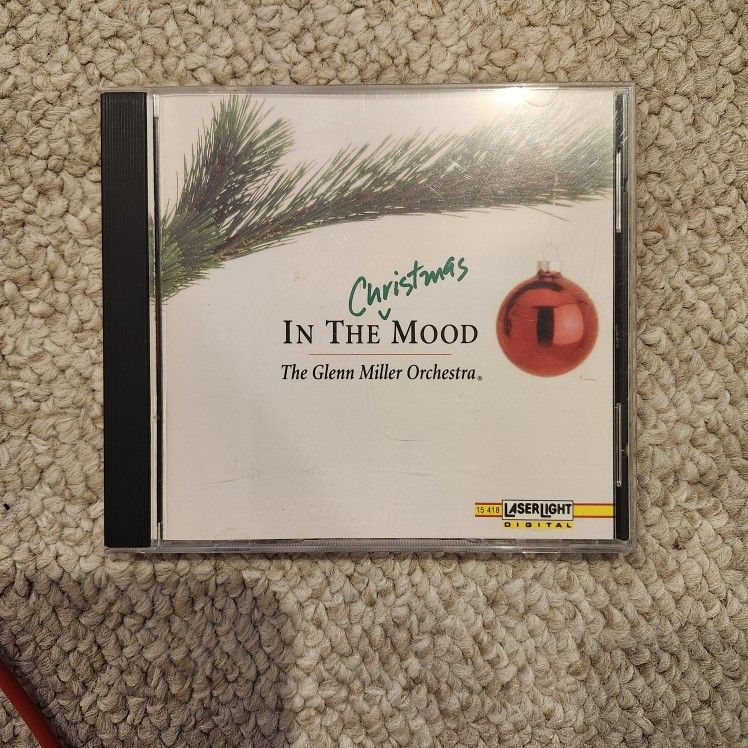 Christmas
IN THE MOOD
The Glenn Miller Orchestra®
15 418 LASERLIGHT
DIGITAL